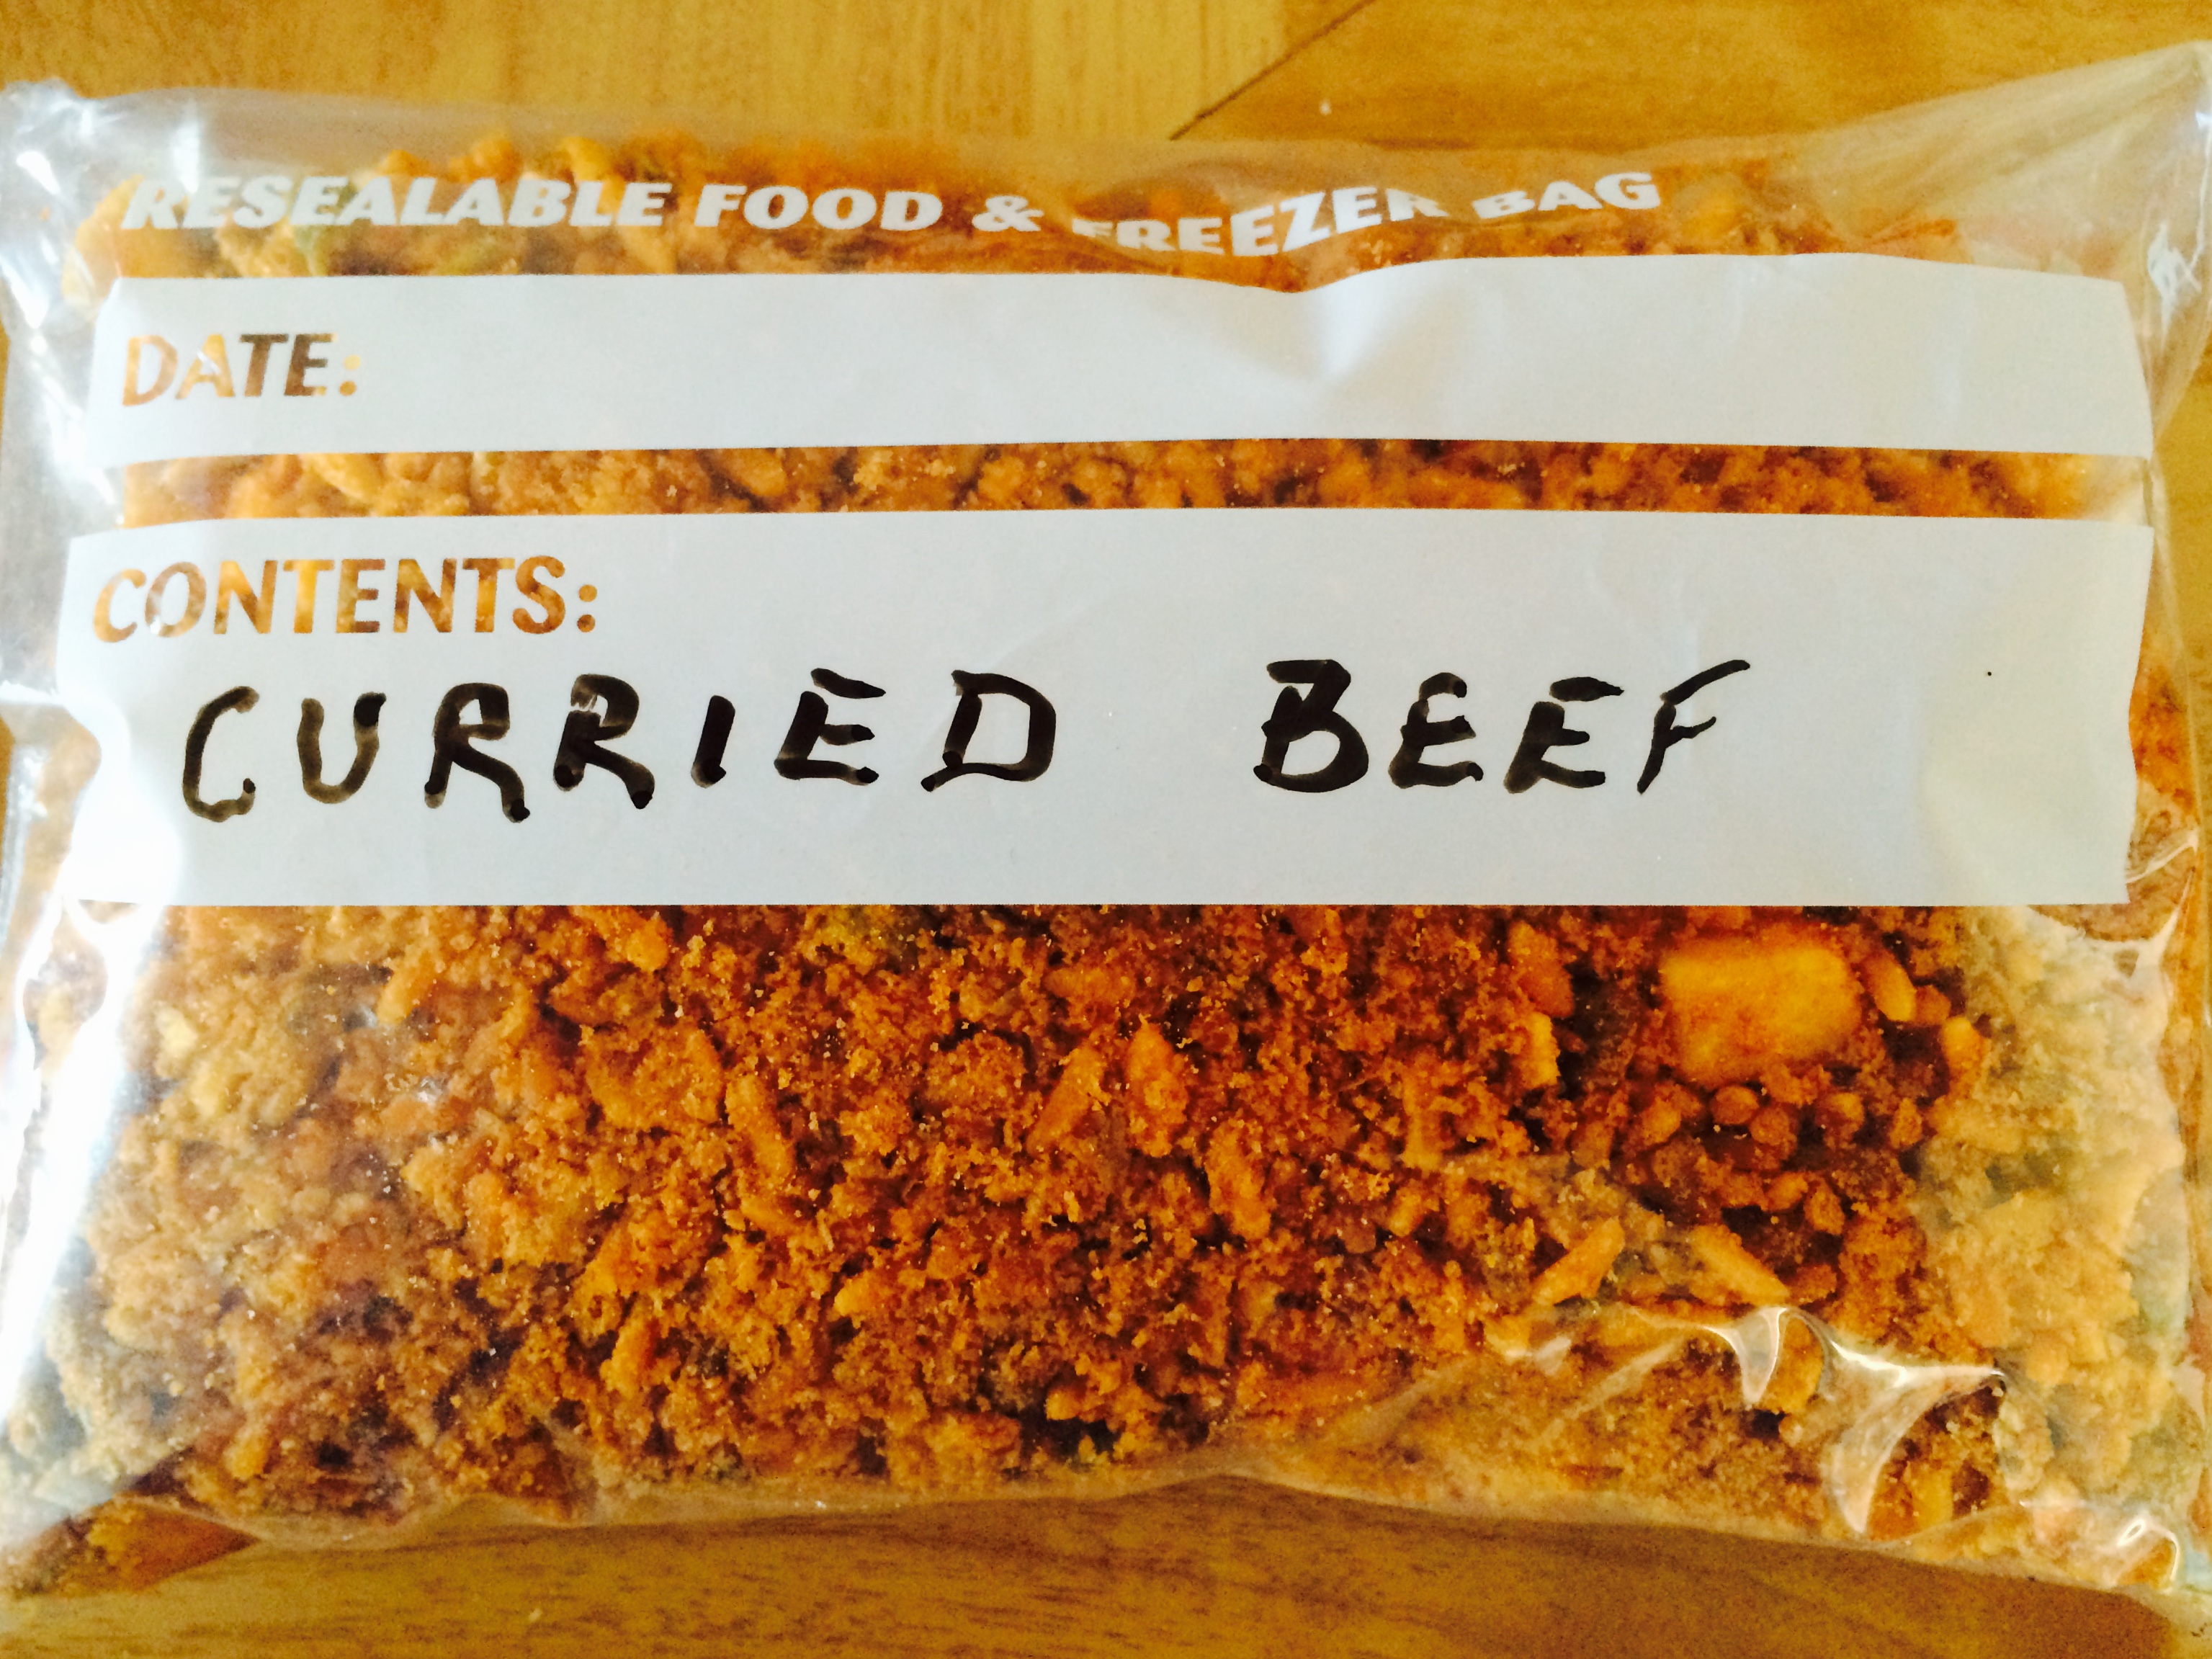 RESEALABLE FOOD & FREEZER BAG
DATE:
CONTENTS:
CURRIED BEEF